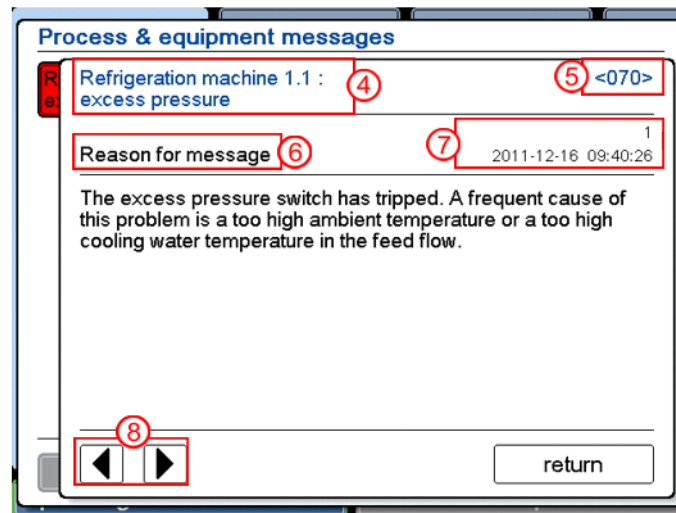 Process & equipment messages
R
e
Refrigeration machine 1.1 :
excess pressure
4
5
<070>
Reason for message
6
7
1
2011-12-16 09:40:26
The excess pressure switch has tripped. A frequent cause of
this problem is a too high ambient temperature or a too high
cooling water temperature in the feed flow.
8
return